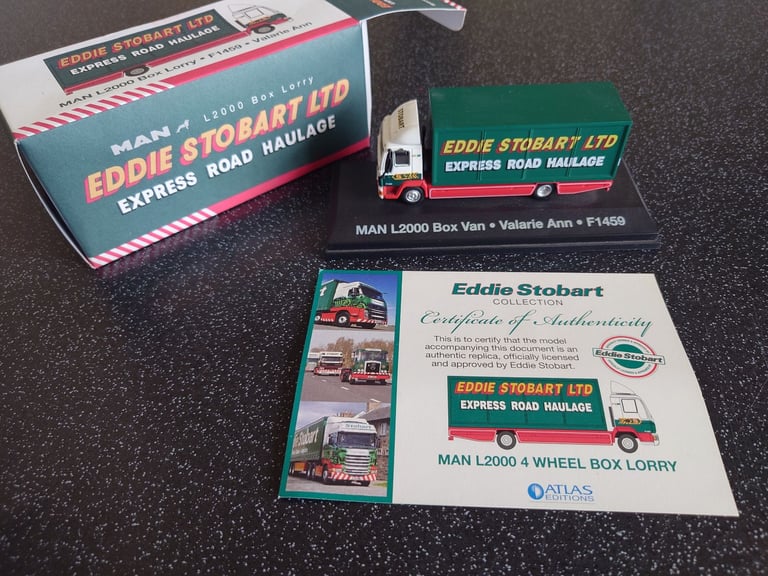 EDDIE STOBART LTD
EXPRESS ROAD HAULAGE
MAN L2000 Box Lorry • F1459 • Valarie Ann
MAN L2000 Box Lorry
EDDIE STOBART LTD
EXPRESS ROAD HAULAGE
STOBART
EDDIE STOBART LTD
EXPRESS ROAD HAULAGE
MAN L2000 Box Van • Valarie Ann • F1459
Eddie Stobart
COLLECTION
Certificate of Authenticity
This is to certify that the model
accompanying this document is an
authentic replica, officially licensed
and approved by Eddie Stobart.
Eddie Stobart
EDDIE STOBART LTD
EXPRESS ROAD HAULAGE
MAN L2000 4 WHEEL BOX LORRY
ATLAS
EDITIONS
Stobart
Stobart